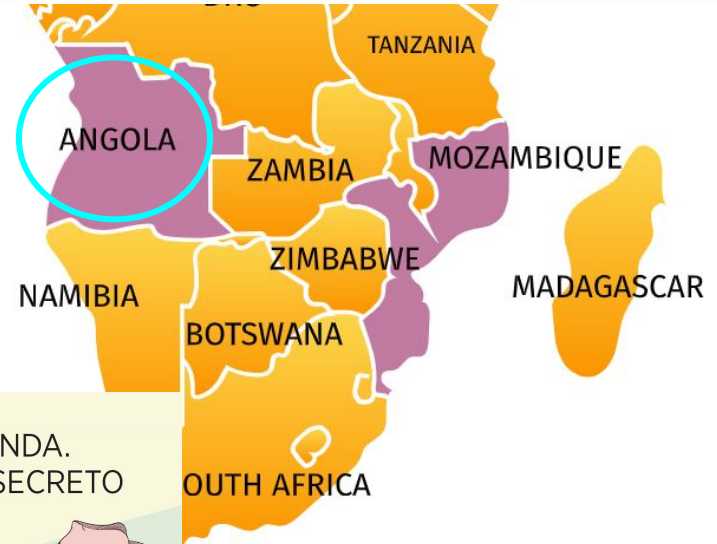 TANZANIA
ANGOLA
MOZAMBIQUE
ZAMBIA
ZIMBABWE
MADAGASCAR
NAMIBIA
BOTSWANA
NDA.
SECRETO
OUTH AFRICA